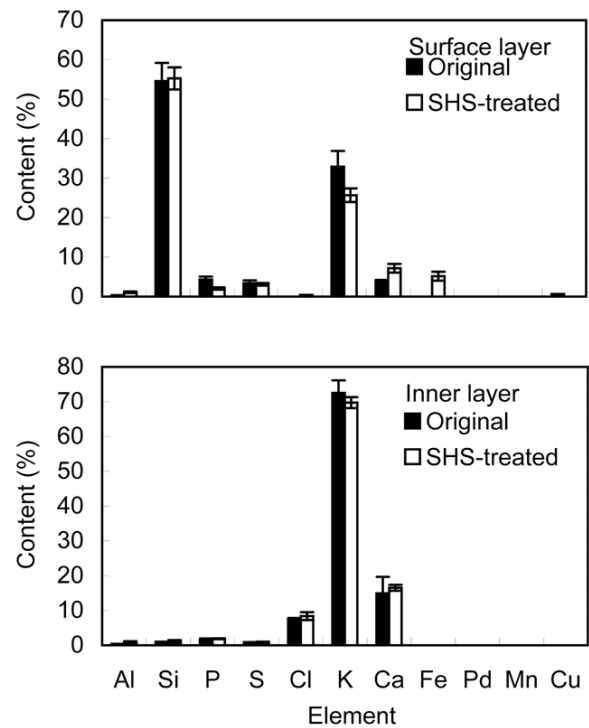 70
60
50
40
30
20
10
0
Content (%)
Surface layer
Original
SHS-treated
80
70
60
50
40
30
20
10
0
Content (%)
Inner layer
Original
SHS-treated
Al Si P S Cl K Ca Fe Pd Mn Cu
Element